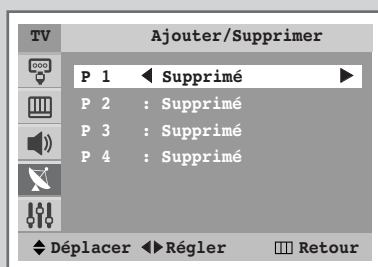 TV Ajouter/Supprimer
P 1 ◀ Supprimé ▶
P 2 : Supprimé
P 3 : Supprimé
P 4 : Supprimé
Déplacer Régler Retour